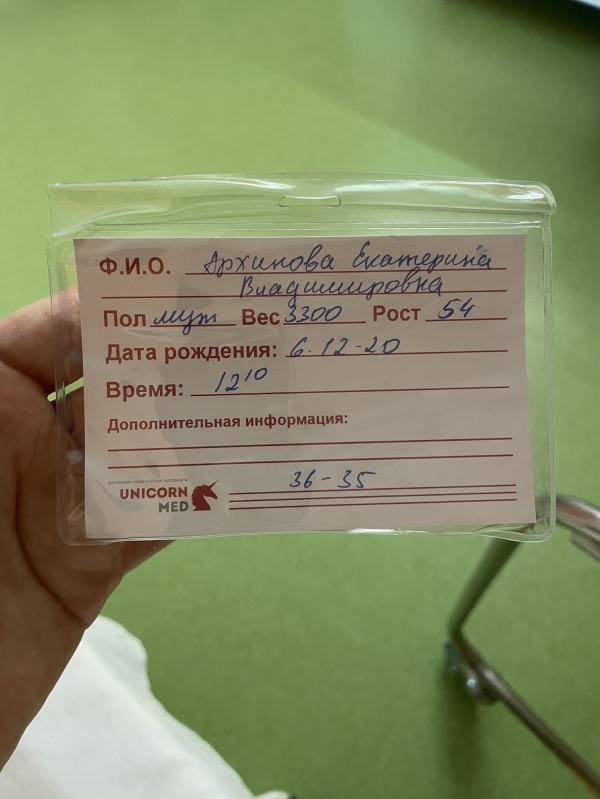 Ф.И.О. Архипова Екатерина
Владимировна
Пол муж Вес 3300 Рост 54
Дата рождения: 6.12-20
Время: 12¹⁰
Дополнительная информация:
36-35
UNICORN
MED